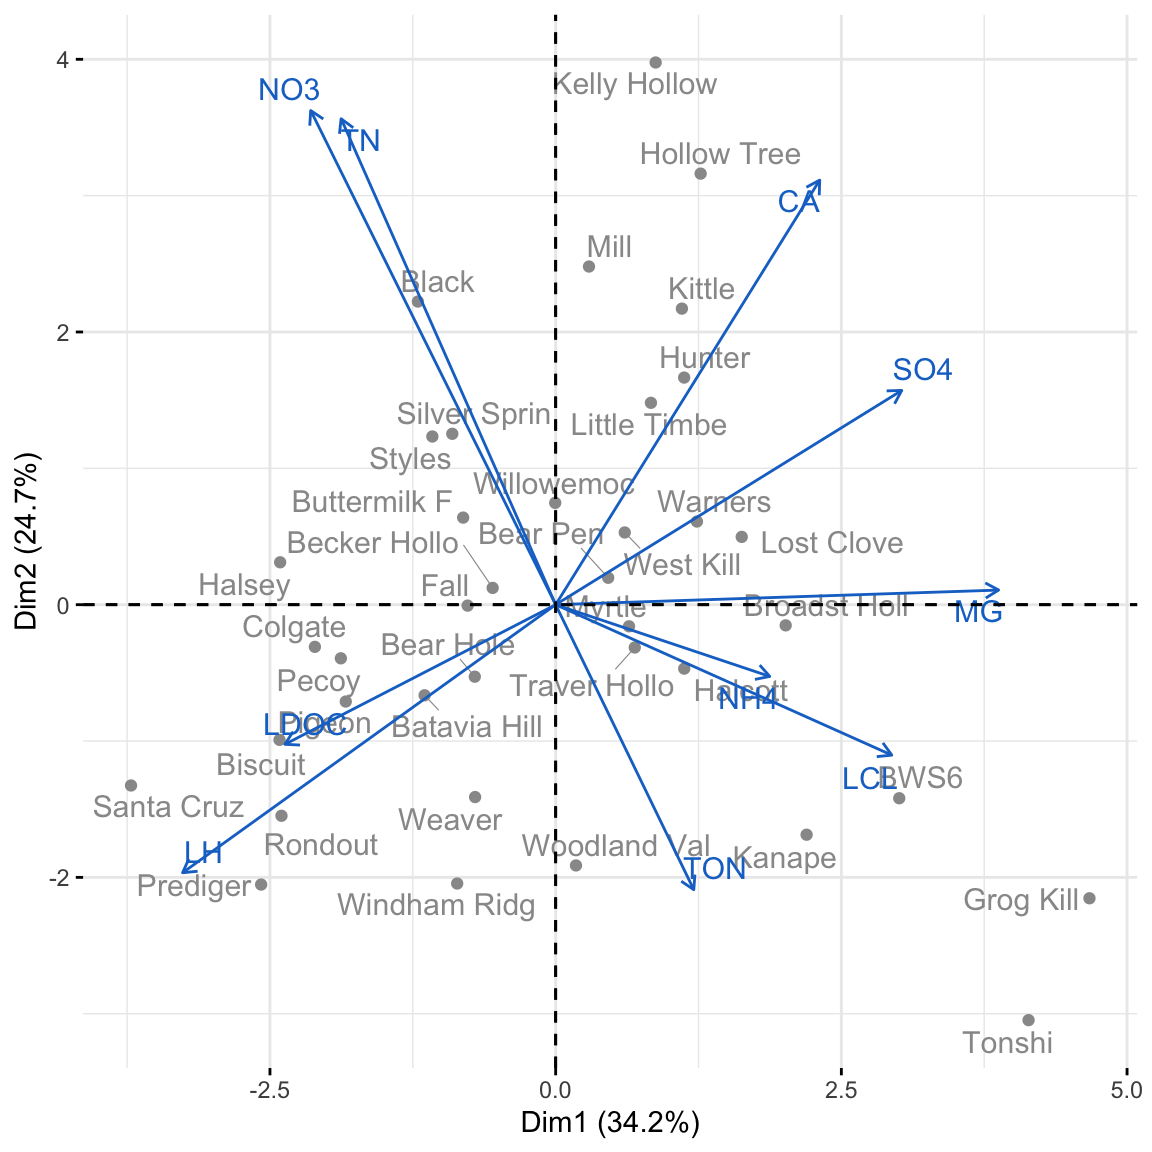 4
NO3
Kelly Hollow
TN
Hollow Tree
CA
Mill
Black
Kittle
2
Hunter
SO4
Silver Sprin
Little Timbe
Styles
Willowemoc
Buttermilk F
Warners
Bear Pen
Becker Hollo
Lost Clove
West Kill
Halsey
Fall
0
Myrtle
Broadst Holl
MG
Colgate
Bear Hole
Pecoy
Traver Hollo
Halcott
NH4
LDOC
Pigeon
Batavia Hill
Biscuit
LCL
BWS6
Santa Cruz
Weaver
Rondout
LH
Woodland Val
Kanape
TON
-2
Prediger
Windham Ridg
Grog Kill
Tonshi
-2.5
0.0
2.5
5.0
Dim1 (34.2%)
Dim2 (24.7%)